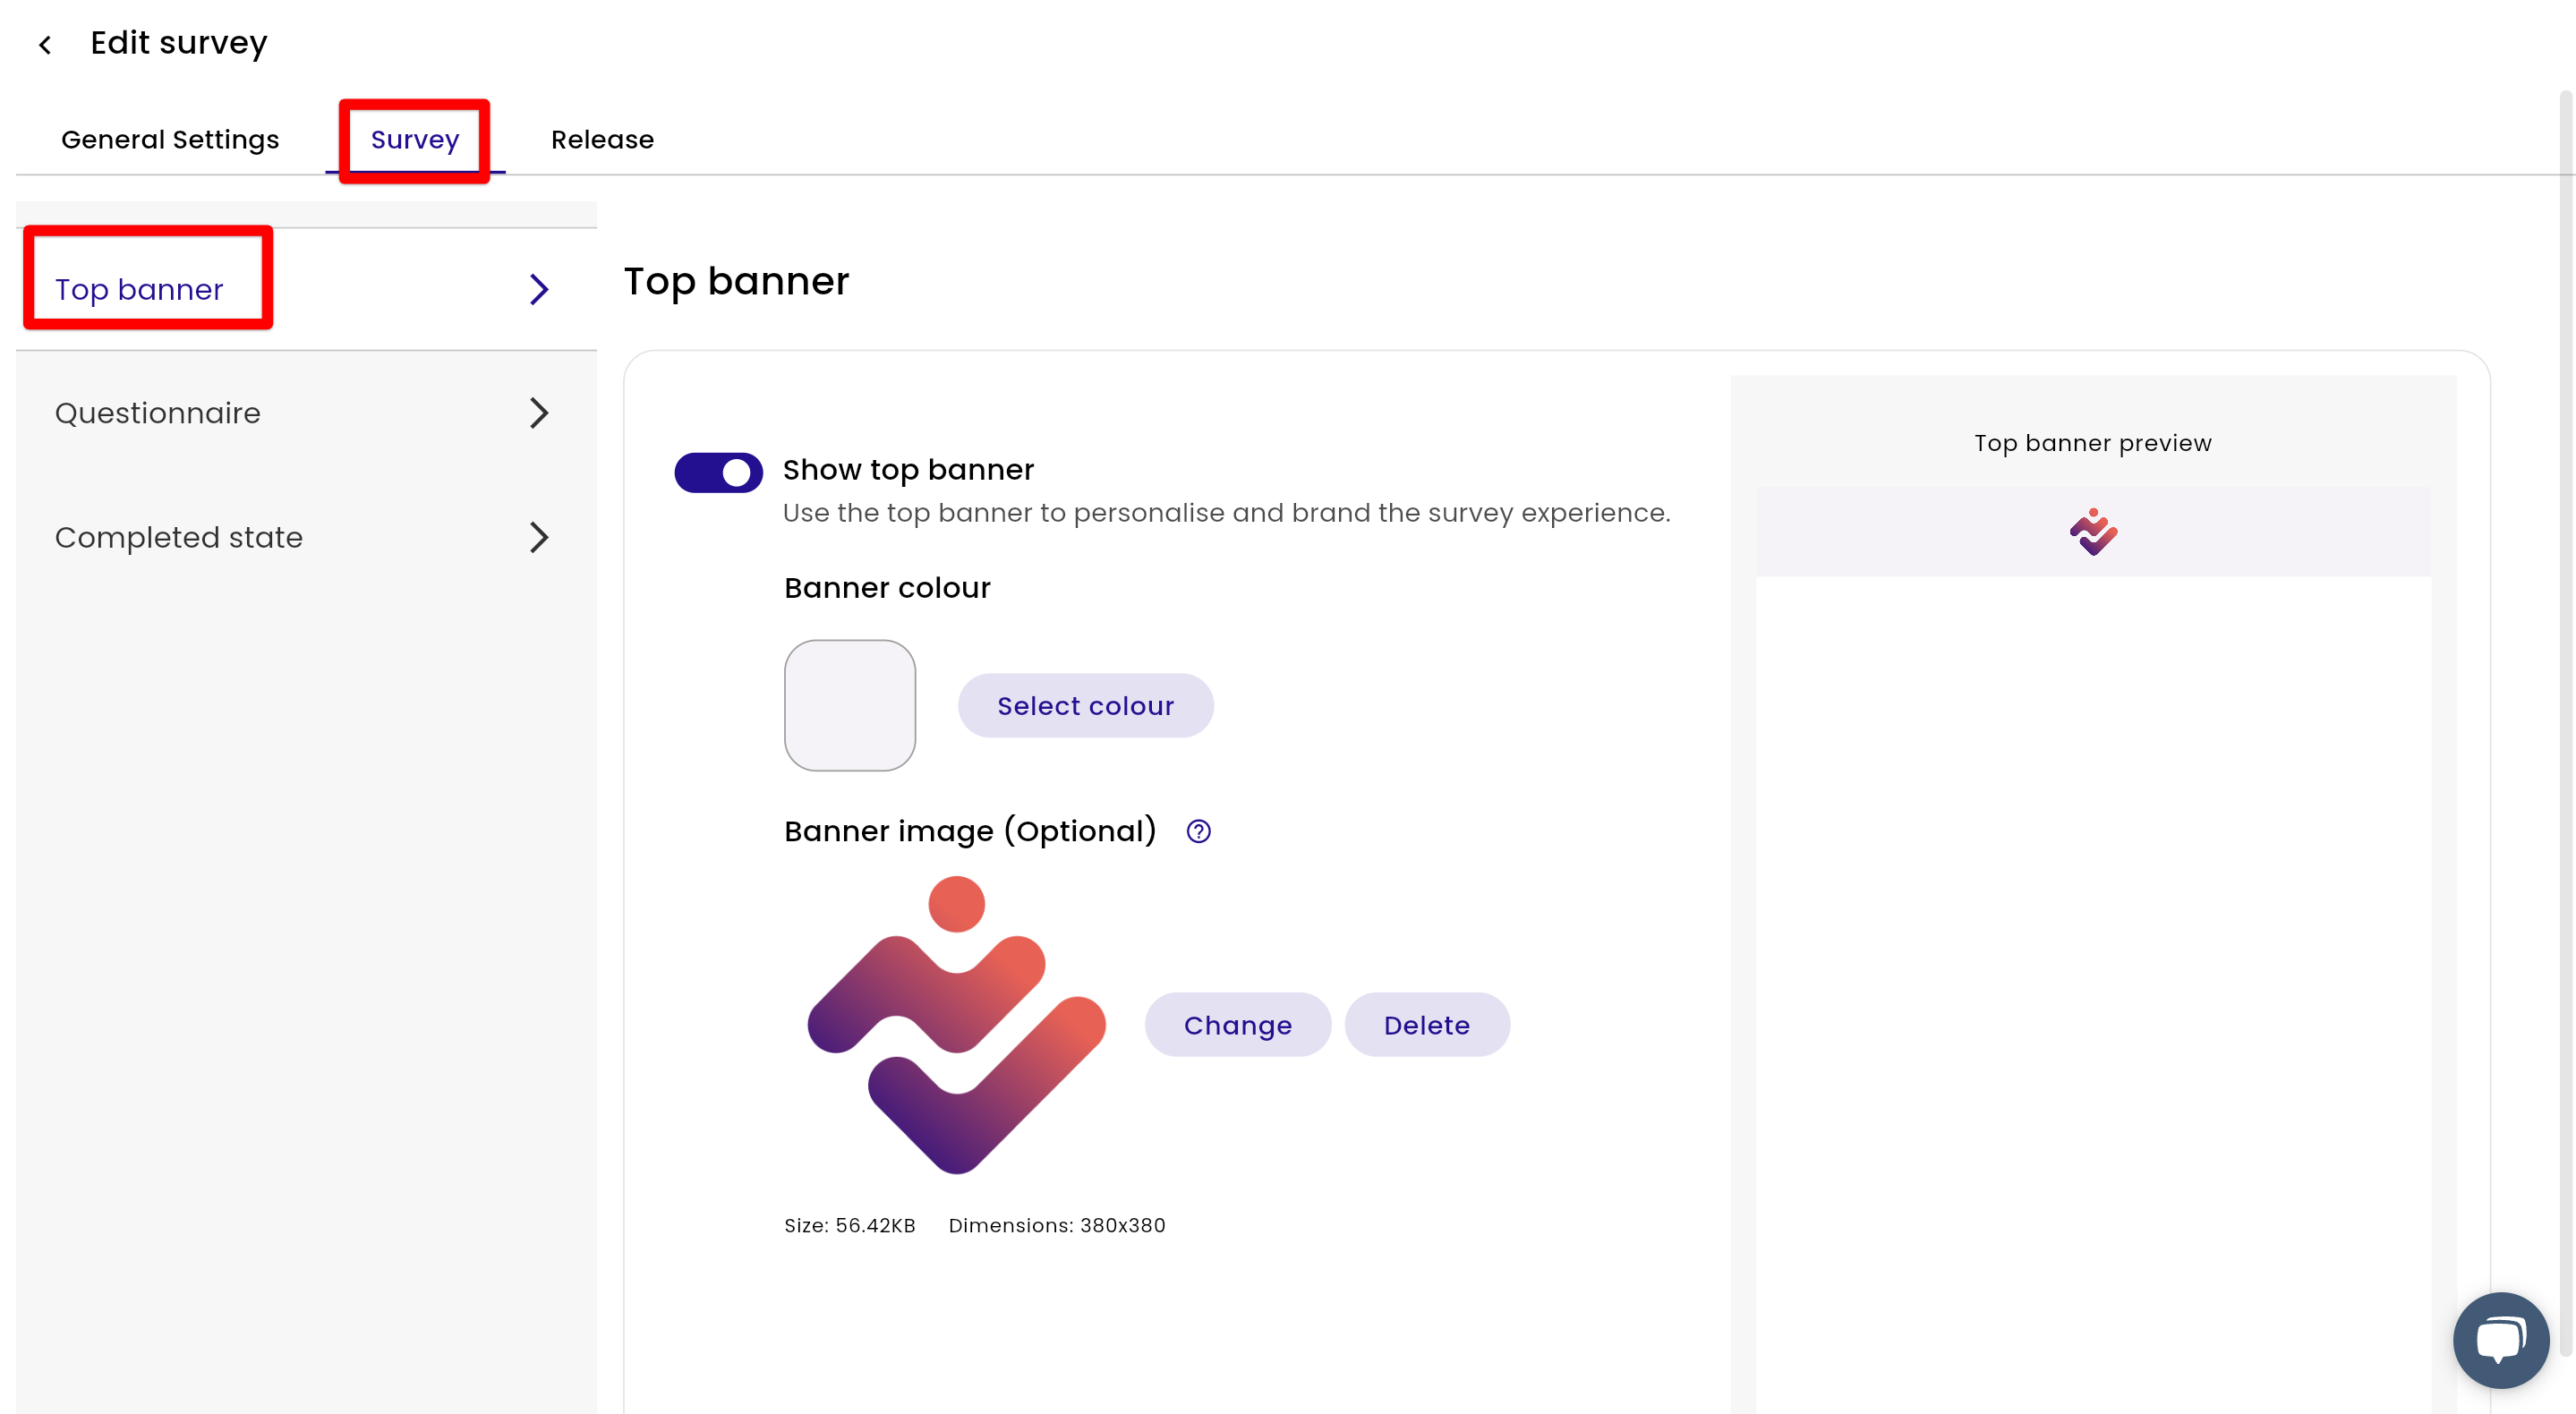 Edit survey
General Settings
Survey
Release
Top banner
Questionnaire
Completed state
Top banner
Show top banner
Use the top banner to personalise and brand the survey experience.
Banner colour
Select colour
Banner image (Optional)
Change
Delete
Size: 56.42KB Dimensions: 380x380
Top banner preview